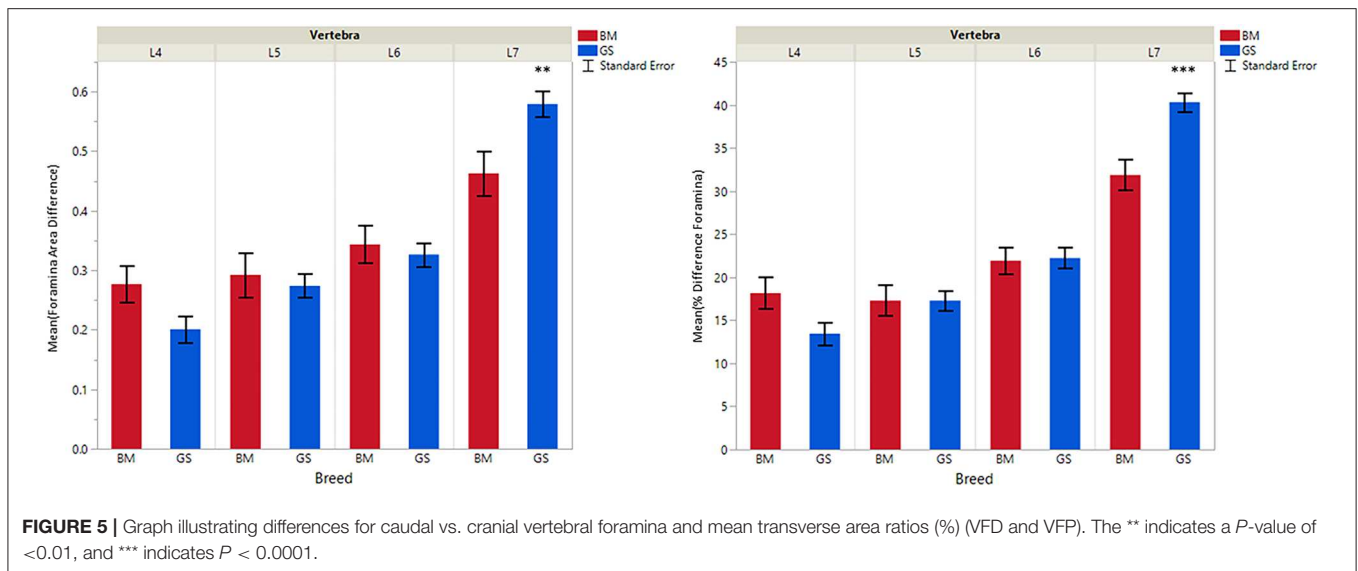 Vertebra
L4 L5 L6 L7
BM
GS
Standard Error
**
0.6
0.5
0.4
0.3
0.2
0.1
0.0
Mean(Foramina Area Difference)
BM GS BM GS BM GS BM GS
Breed
Vertebra
L4 L5 L6 L7
BM
GS
Standard Error
***
45
40
35
30
25
20
15
10
5
0
Mean(% Difference Foramina)
BM GS BM GS BM GS BM GS
Breed
FIGURE 5 | Graph illustrating differences for caudal vs. cranial vertebral foramina and mean transverse area ratios (%) (VFD and VFP). The ** indicates a P-value of
<0.01, and *** indicates P < 0.0001.